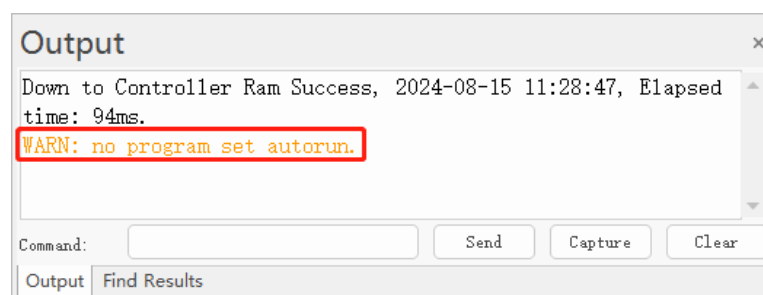 Output
×
Down to Controller Ram Success, 2024-08-15 11:28:47, Elapsed
time: 94ms.
WARN: no program set autorun.
Command:
Send
Capture
Clear
Output
Find Results